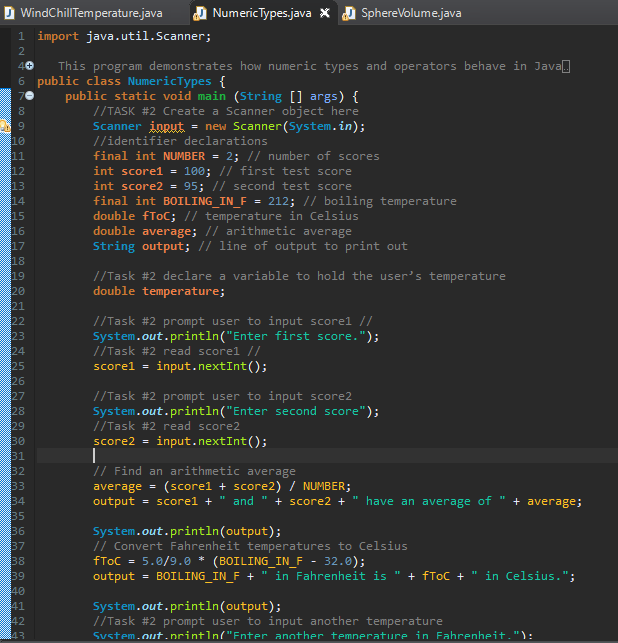 WindChillTemperature.java NumericTypes.java SphereVolume.java
1 import java.util.Scanner;
2
4 This program demonstrates how numeric types and operators behave in Java.
6 public class NumericTypes {
7 public static void main (String [] args) {
8 //TASK #2 Create a Scanner object here
9 Scanner input = new Scanner(System.in);
10 //identifier declarations
11 final int NUMBER = 2; // number of scores
12 int score1 = 100; // first test score
13 int score2 = 95; // second test score
14 final int BOILING_IN_F = 212; // boiling temperature
15 double fToC; // temperature in Celsius
16 double average; // arithmetic average
17 String output; // line of output to print out
18
19 //Task #2 declare a variable to hold the user’s temperature
20 double temperature;
21
22 //Task #2 prompt user to input score1 //
23 System.out.println("Enter first score.");
24 //Task #2 read score1 //
25 score1 = input.nextInt();
26
27 //Task #2 prompt user to input score2
28 System.out.println("Enter second score");
29 //Task #2 read score2
30 score2 = input.nextInt();
31
32 // Find an arithmetic average
33 average = (score1 + score2) / NUMBER;
34 output = score1 + " and " + score2 + " have an average of " + average;
35
36 System.out.println(output);
37 // Convert Fahrenheit temperatures to Celsius
38 fToC = 5.0/9.0 * (BOILING_IN_F - 32.0);
39 output = BOILING_IN_F + " in Fahrenheit is " + fToC + " in Celsius.";
40
41 System.out.println(output);
42 //Task #2 prompt user to input another temperature
43 System.out.println("Enter another temperature in Fahrenheit.");